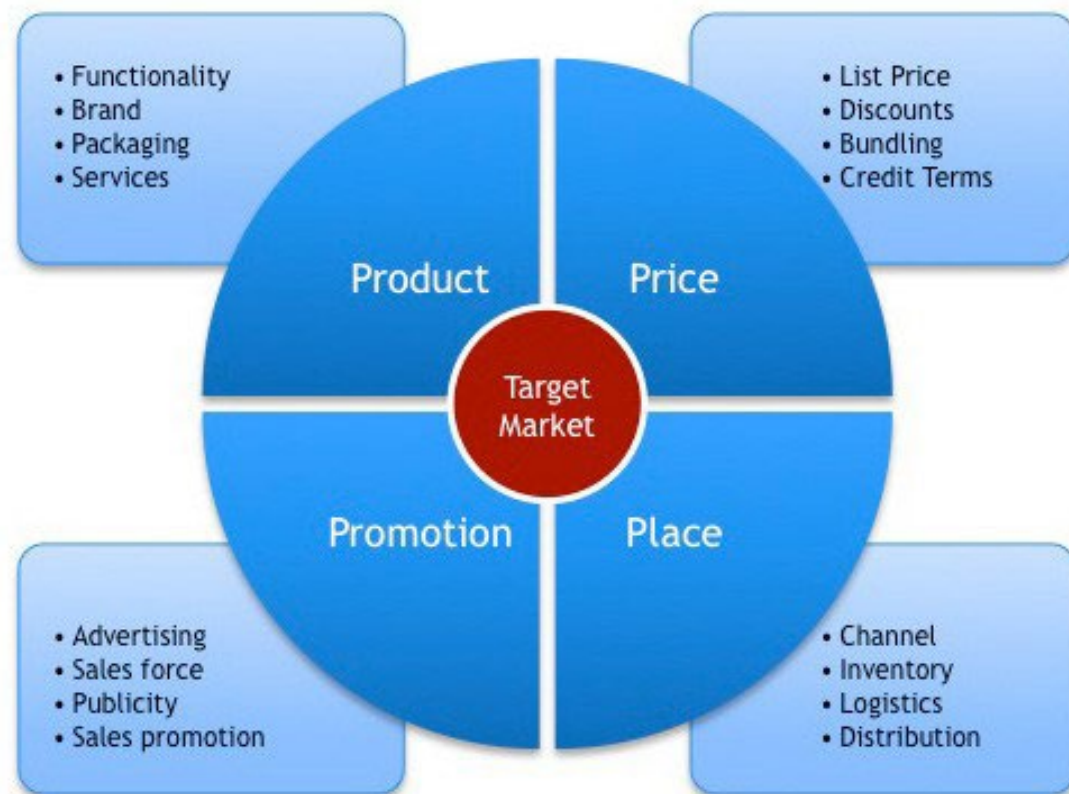 • Functionality
• Brand
• Packaging
• Services
• List Price
• Discounts
• Bundling
• Credit Terms
Product
Price
Target
Market
Promotion
Place
• Advertising
• Sales force
• Publicity
• Sales promotion
• Channel
• Inventory
• Logistics
• Distribution